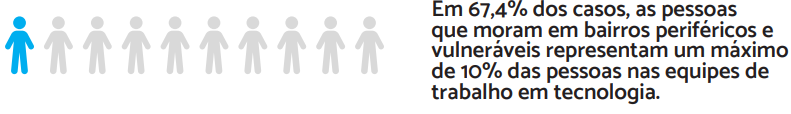 Em 67,4% dos casos, as pessoas
que moram em bairros periféricos e
vulneráveis representam um máximo
de 10% das pessoas nas equipes de
trabalho em tecnologia.